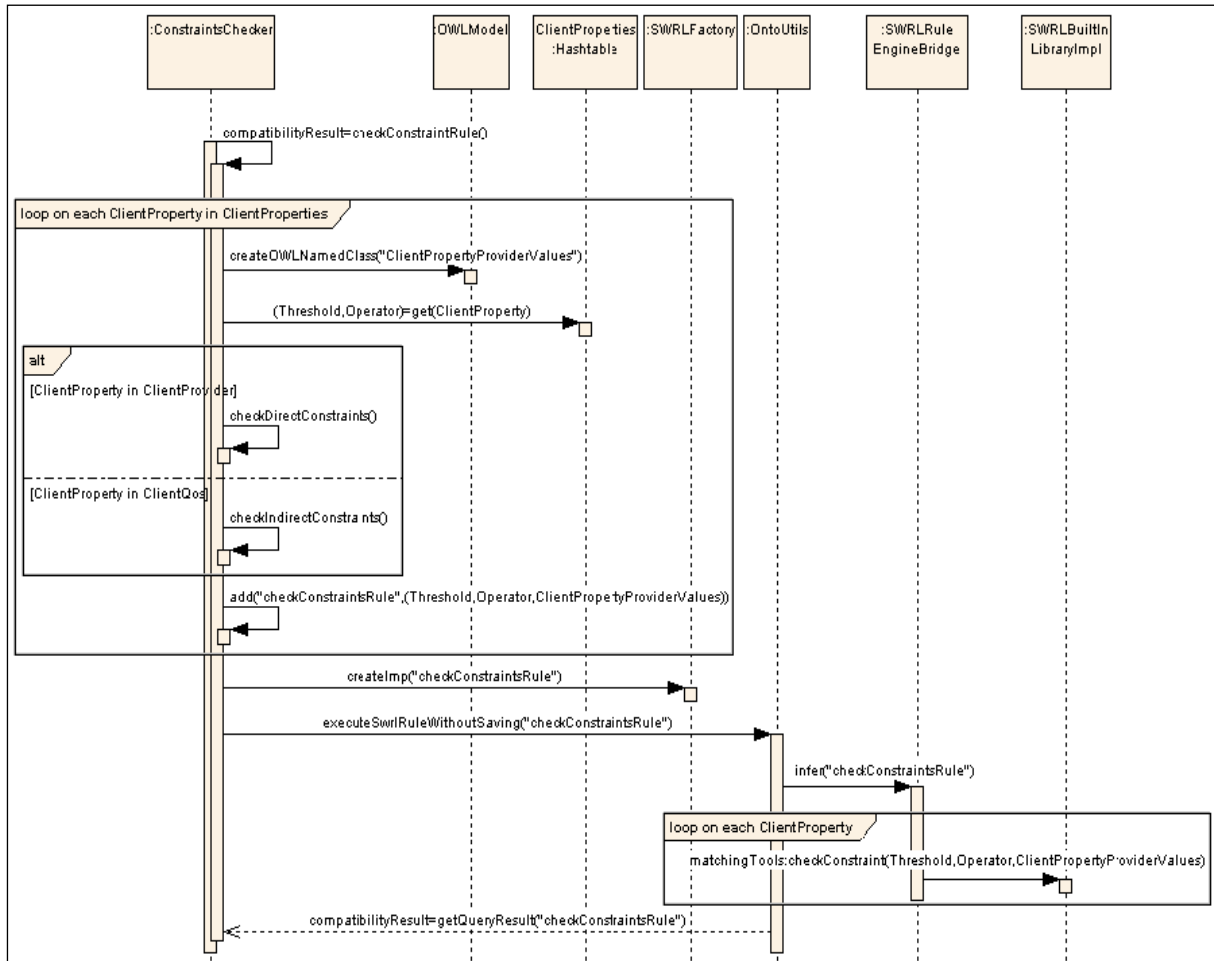 :ConstraintsChecker
:OWLModel
ClientProperties
:Hashtable
:SWRLFactory
:OntoUtils
:SWRLRule
EngineBridge
:SWRLBuiltIn
LibraryImpl
compatibilityResult=checkConstraintRule()
loop on each ClientProperty in ClientProperties
createOWLNamedClass("ClientPropertyProviderValues")
(Threshold,Operator)=get(ClientProperty)
alt
[ClientProperty in ClientProvider]
checkDirectConstraints()
[ClientProperty in ClientQos]
checkIndirectConstraints()
add("checkConstraintsRule",(Threshold,Operator,ClientPropertyProviderValues))
createImp("checkConstraintsRule")
executeSwrlRuleWithoutSaving("checkConstraintsRule")
infer("checkConstraintsRule")
loop on each ClientProperty
matchingTools:checkConstraint(Threshold,Operator,ClientPropertyProviderValues)
compatibilityResult=getQueryResult("checkConstraintsRule")